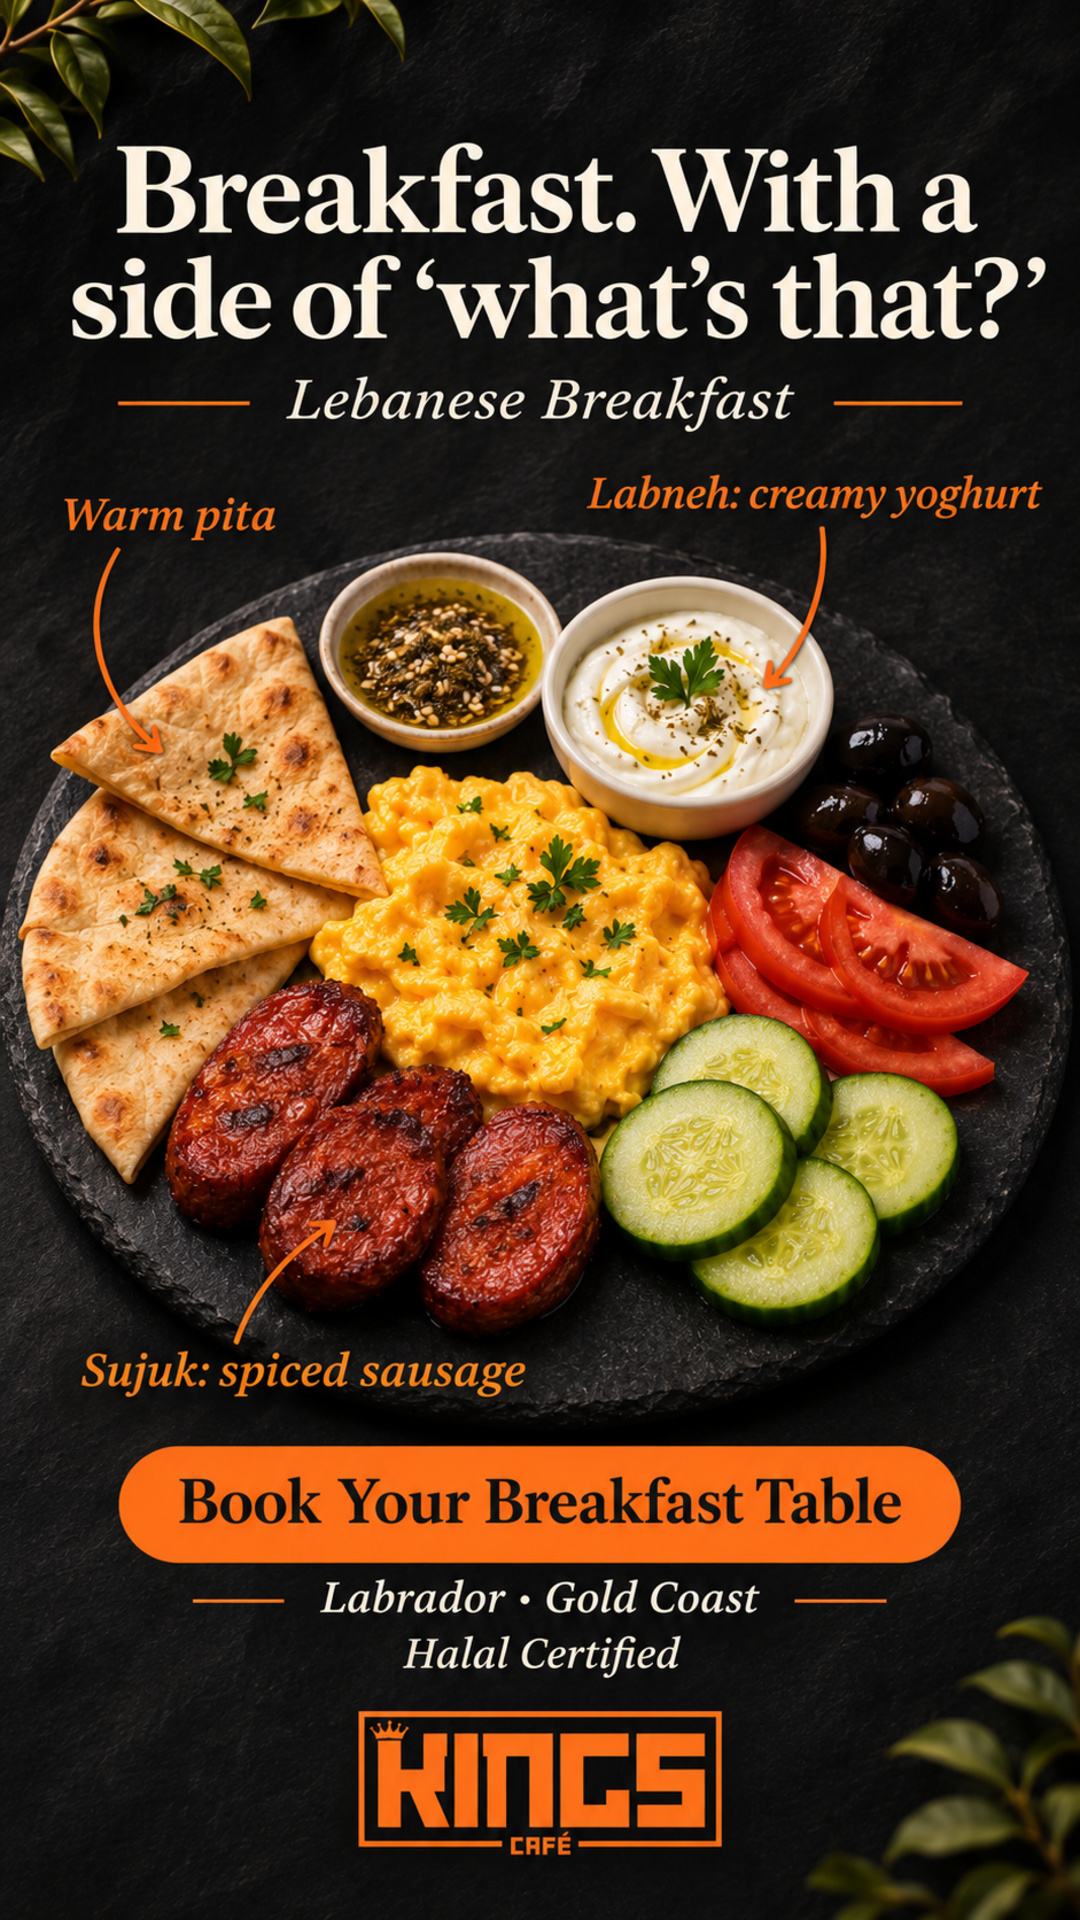 Breakfast. With a
side of ‘what’s that?’
Lebanese Breakfast
Warm pita
Labneh: creamy yoghurt
Sujuk: spiced sausage
Book Your Breakfast Table
Labrador • Gold Coast
Halal Certified
KINGS
CAFÉ